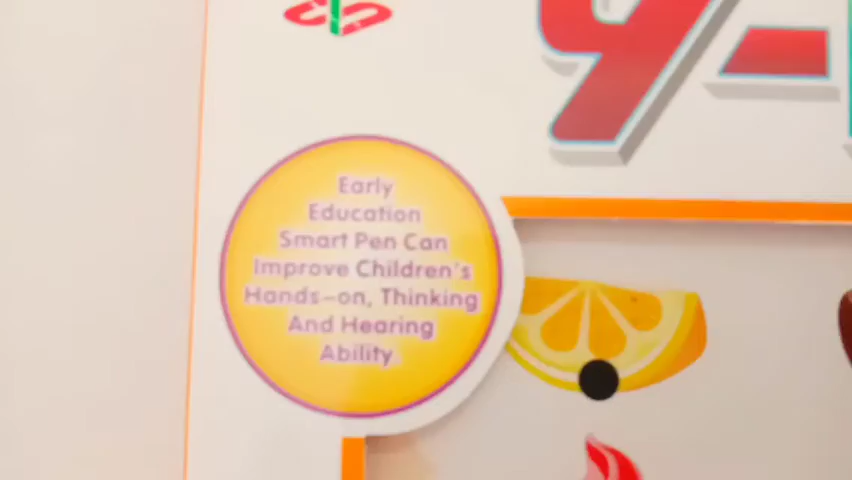 Y-
Early
Education
Smart Pen Can
Improve Children's
Hands-on, Thinking
And Hearing
Ability